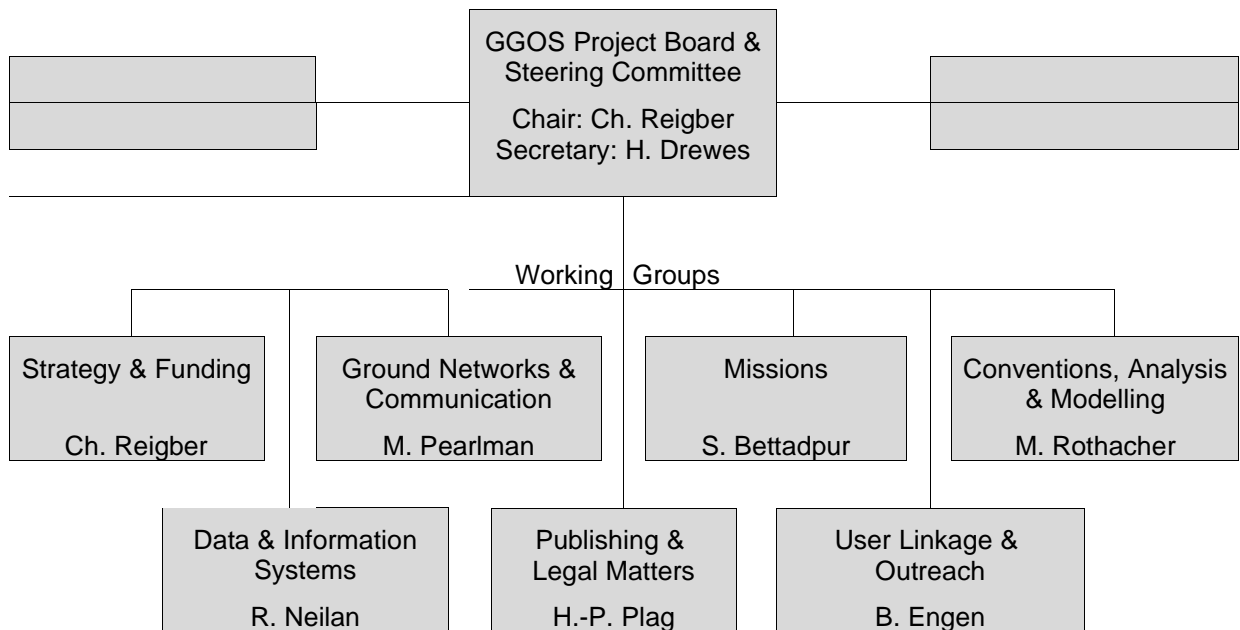 GGOS Project Board &
Steering Committee
Chair: Ch. Reigber
Secretary: H. Drewes
Working Groups
Strategy & Funding
Ch. Reigber
Ground Networks &
Communication
M. Pearlman
Missions
S. Bettadpur
Conventions, Analysis
& Modelling
M. Rothacher
Data & Information
Systems
R. Neilan
Publishing &
Legal Matters
H.-P. Plag
User Linkage &
Outreach
B. Engen